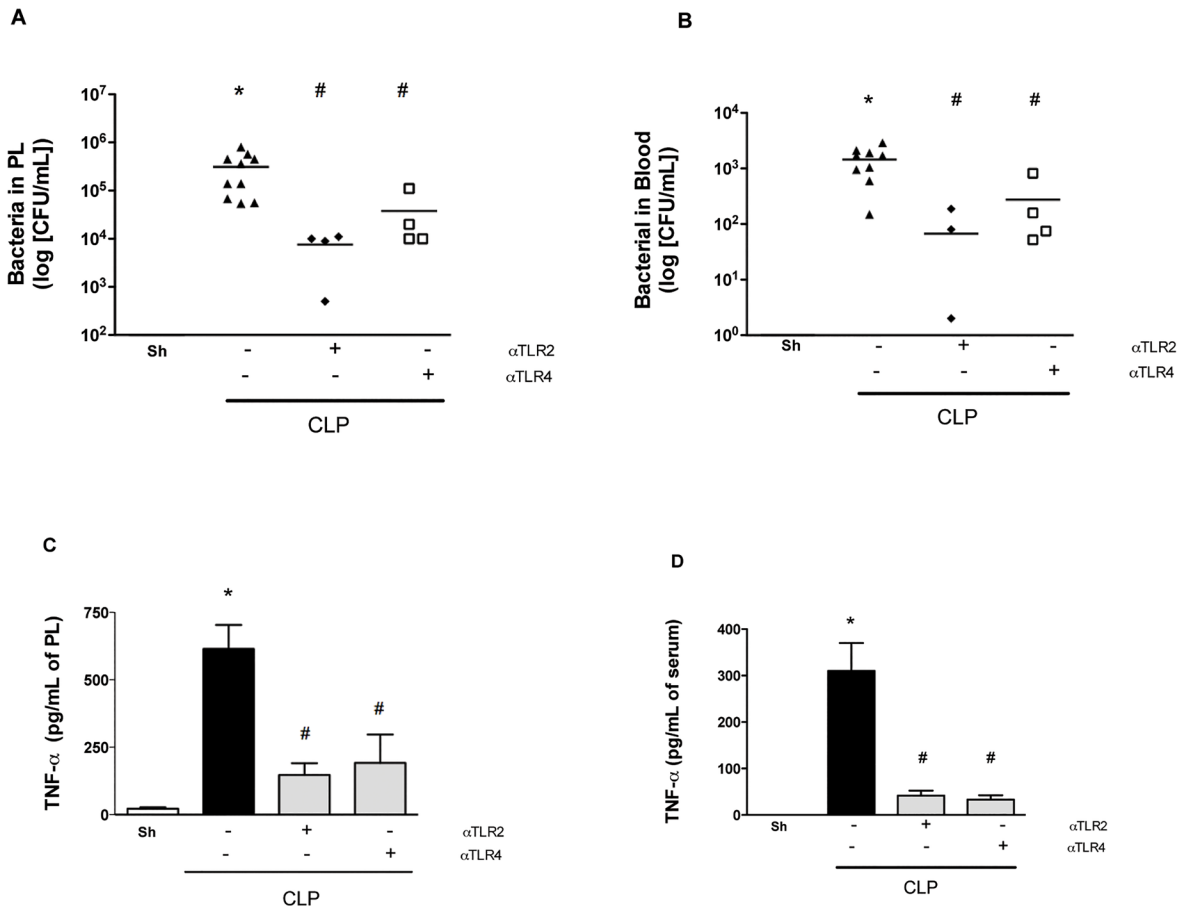 A
*
#
#
10⁷
10⁶
10⁵
10⁴
10³
10²
Bacteria in PL
(log [CFU/mL])
Sh
-
+
-
αTLR2
-
-
+
αTLR4
CLP
B
*
#
#
10⁴
10³
10²
10¹
10⁰
Bacterial in Blood
(log [CFU/mL])
Sh
-
+
-
αTLR2
-
-
+
αTLR4
CLP
C
*
#
#
750
500
250
0
TNF-α (pg/mL of PL)
Sh
-
+
-
αTLR2
-
-
+
αTLR4
CLP
D
*
#
#
400
300
200
100
0
TNF-α (pg/mL of serum)
Sh
-
+
-
αTLR2
-
-
+
αTLR4
CLP